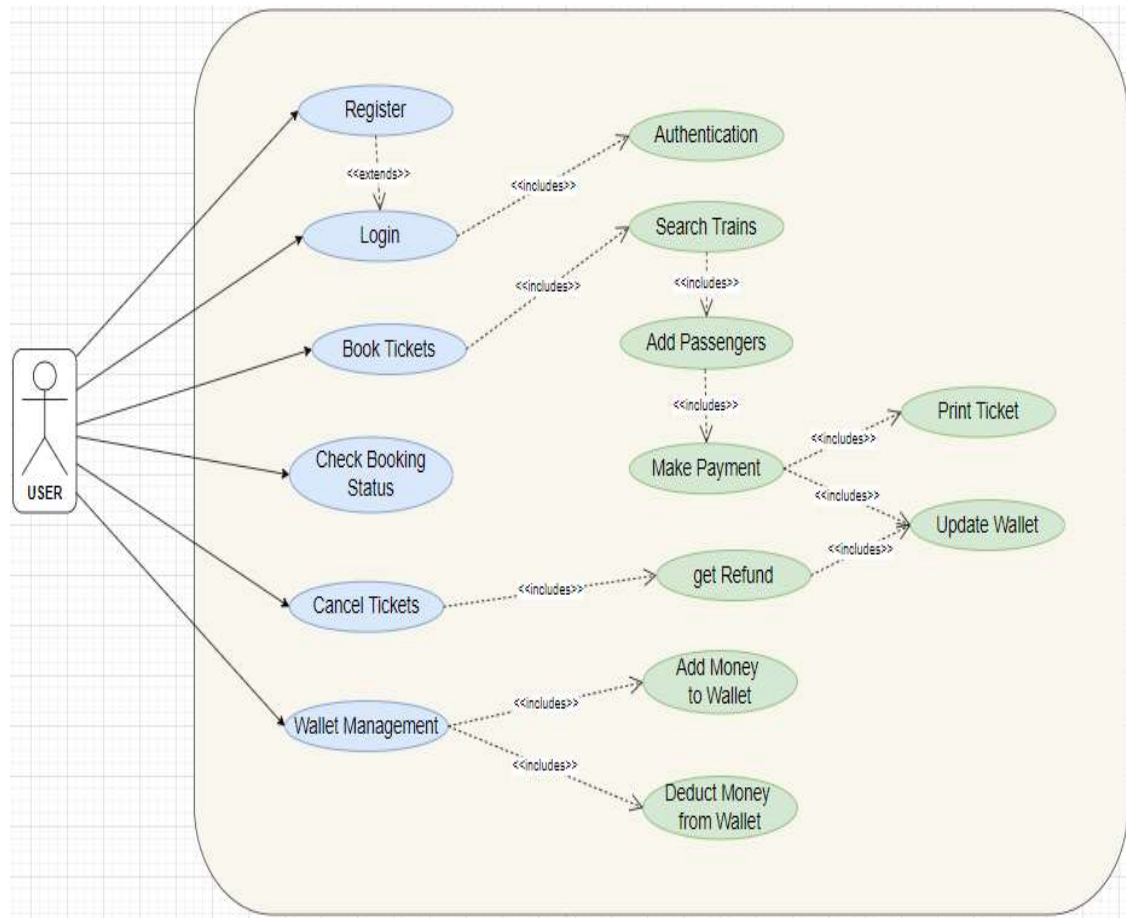 Register
<<extends>>
Login
<<includes>>
Authentication
Search Trains
<<includes>>
<<includes>>
Book Tickets
Add Passengers
<<includes>>
Print Ticket
<<includes>>
Make Payment
<<includes>>
Check Booking
Status
USER
Update Wallet
<<includes>>
get Refund
<<includes>>
Cancel Tickets
Add Money
to Wallet
<<includes>>
Wallet Management
<<includes>>
Deduct Money
from Wallet